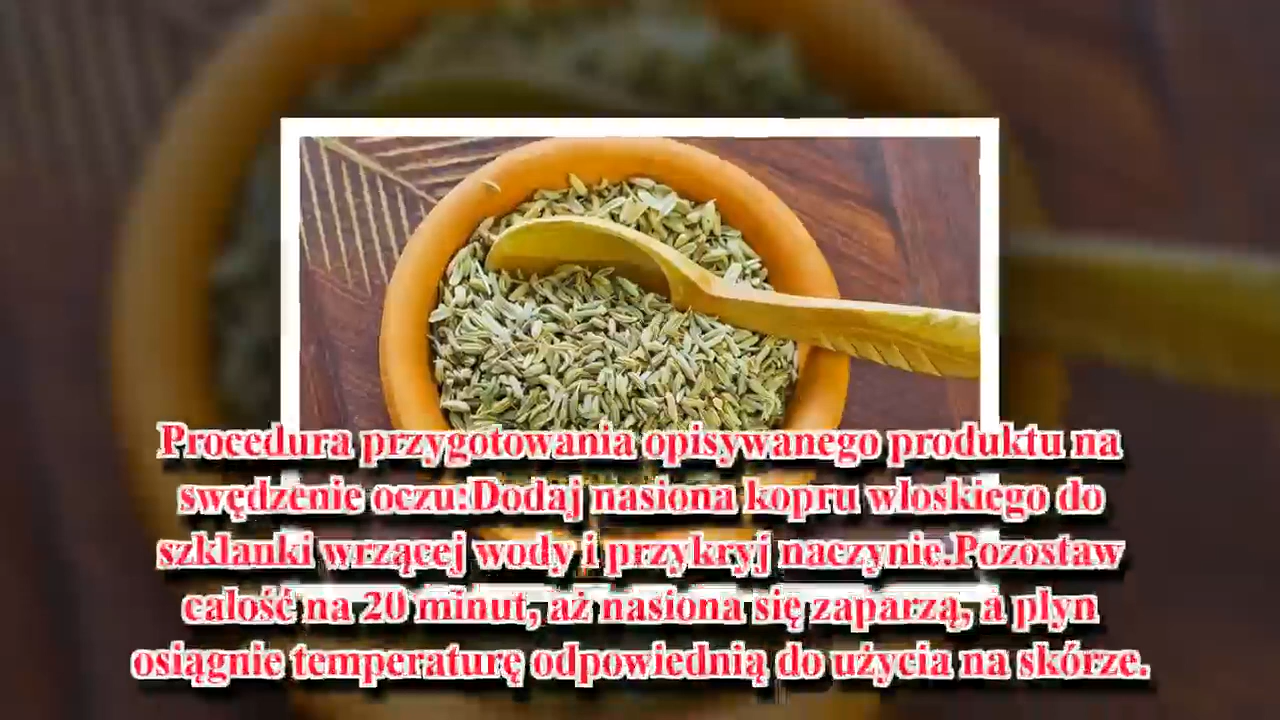 Procedura przygotowania opisywanego produktu na
swędzenie oczu:Dodaj nasiona kopru włoskiego do
szklanki wrzącej wody i przykryj naczynie.Pozostaw
całość na 20 minut, aż nasiona się zaparzą, a płyn
osiągnie temperaturę odpowiednią do użycia na skórze.